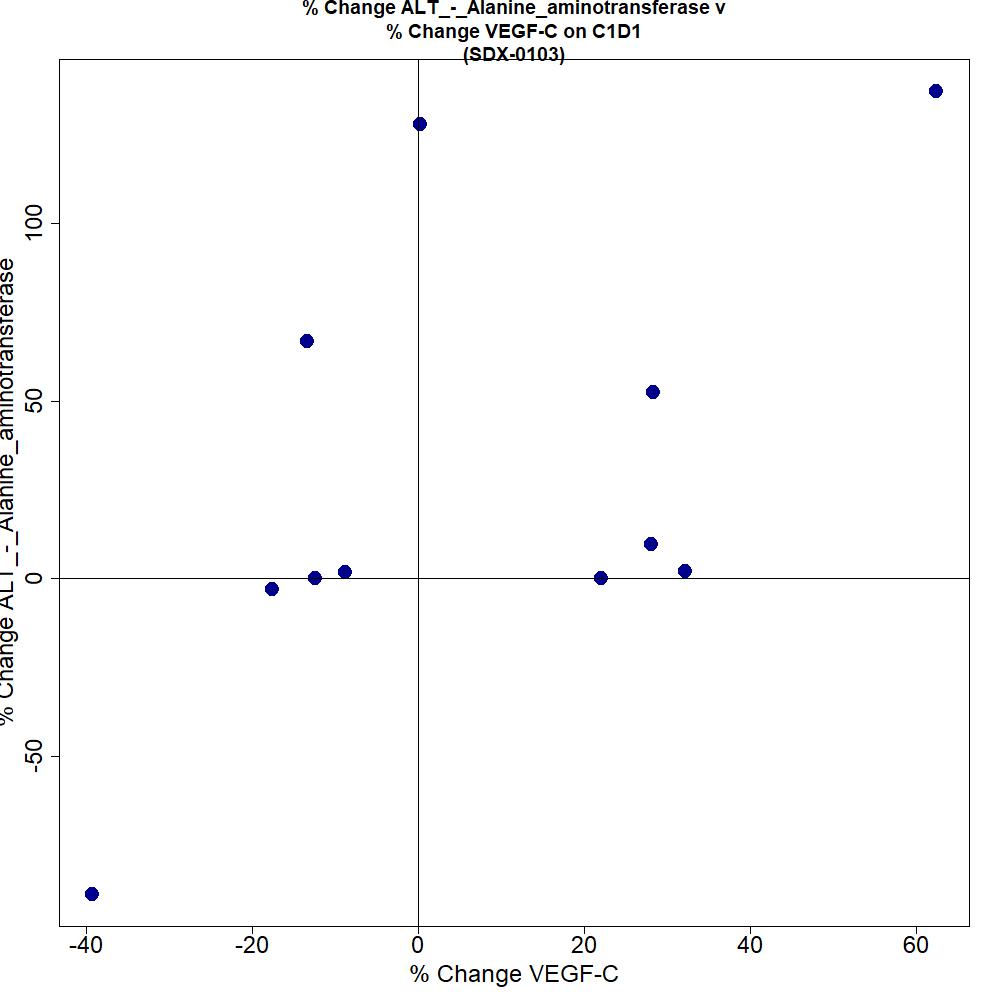 % Change ALT_-_Alanine_aminotransferase v
% Change VEGF-C on C1D1
(SDX-0103)
% Change ALT_-_Alanine_aminotransferase
100
50
0
-50
-40
-20
0
20
40
60
% Change VEGF-C